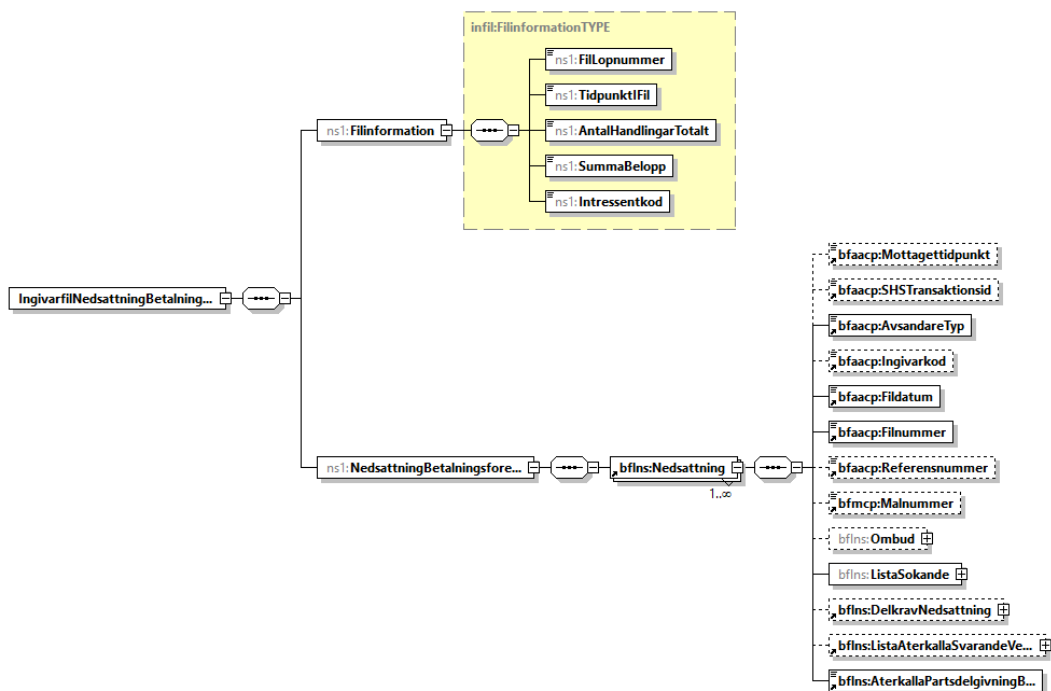 infil:FilinformationTYPE
ns1:FilLopnummer
ns1:TidpunktIFil
ns1:Filinformation
ns1:AntalHandlingarTotalt
ns1:SummaBelopp
ns1:Intressentkod
bfaacp:Mottagettidpunkt
bfaacp:SHSTransaktionsid
IngivarfilNedsattningBetalning...
bfaacp:AvsandareTyp
bfaacp:Ingivarkod
bfaacp:Fildatum
bfaacp:Filnummer
ns1:NedsattningBetalningsfore...
bflns:Nedsattning
1..∞
bfaacp:Referensnummer
bfmcp:Malnummer
bflns:Ombud
bflns:ListaSokande
bflns:DelkravNedsattning
bflns:ListaAterkallaSvarandeVe...
bflns:AterkallaPartsdelgivningB...